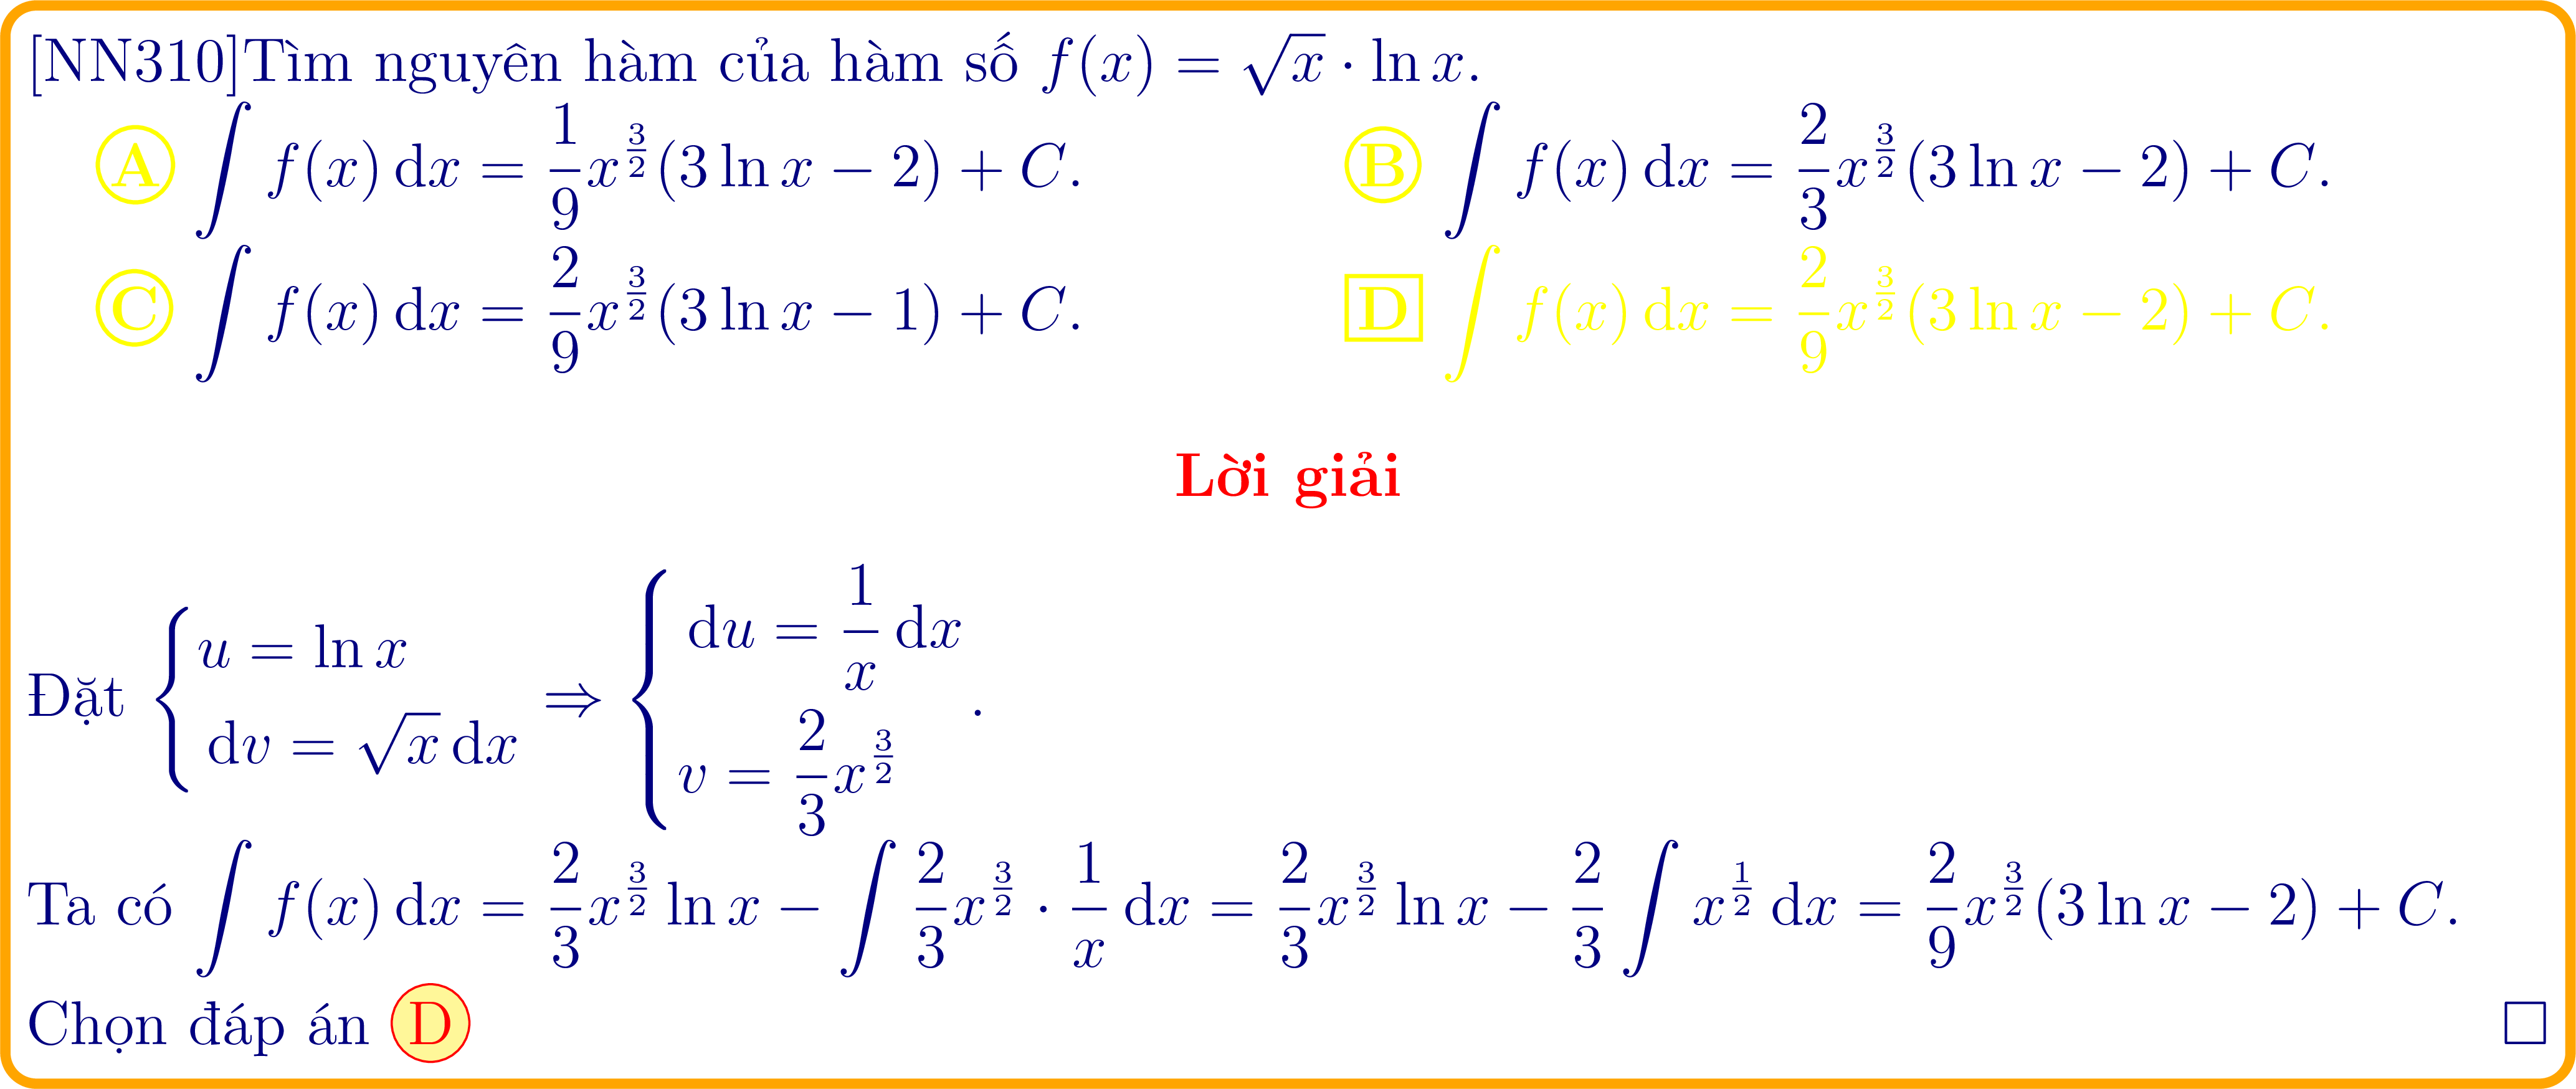 [NN310]Tìm nguyên hàm của hàm số $f(x) = \sqrt{x} \cdot \ln x$.
A $\int f(x)\,\mathrm{d}x = \frac{1}{9}x^{\frac{3}{2}}(3\ln x - 2) + C$. B $\int f(x)\,\mathrm{d}x = \frac{2}{3}x^{\frac{3}{2}}(3\ln x - 2) + C$.
C $\int f(x)\,\mathrm{d}x = \frac{2}{9}x^{\frac{3}{2}}(3\ln x - 1) + C$. D $\int f(x)\,\mathrm{d}x = \frac{2}{9}x^{\frac{3}{2}}(3\ln x - 2) + C$.
Lời giải
Đặt $\begin{cases} u = \ln x \\ \mathrm{d}v = \sqrt{x}\,\mathrm{d}x \end{cases} \Rightarrow \begin{cases} \mathrm{d}u = \frac{1}{x}\,\mathrm{d}x \\ v = \frac{2}{3}x^{\frac{3}{2}} \end{cases}$.
Ta có $\int f(x)\,\mathrm{d}x = \frac{2}{3}x^{\frac{3}{2}}\ln x - \int \frac{2}{3}x^{\frac{3}{2}} \cdot \frac{1}{x}\,\mathrm{d}x = \frac{2}{3}x^{\frac{3}{2}}\ln x - \frac{2}{3}\int x^{\frac{1}{2}}\,\mathrm{d}x = \frac{2}{9}x^{\frac{3}{2}}(3\ln x - 2) + C$.
Chọn đáp án D □